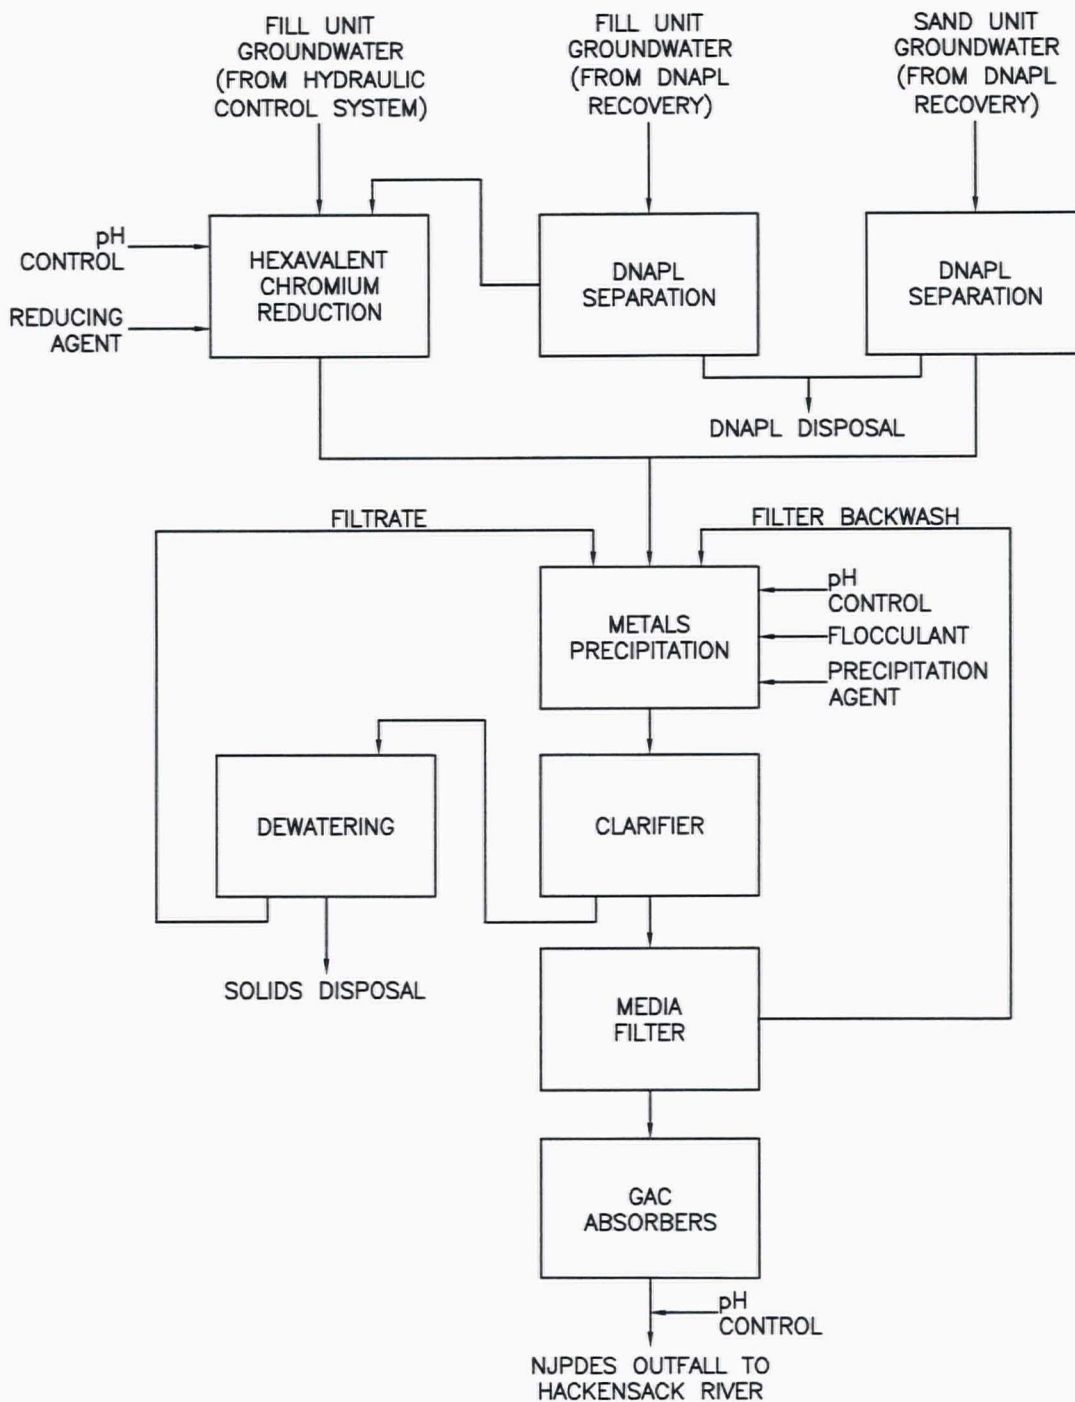 FILL UNIT
GROUNDWATER
(FROM HYDRAULIC
CONTROL SYSTEM)
FILL UNIT
GROUNDWATER
(FROM DNAPL
RECOVERY)
SAND UNIT
GROUNDWATER
(FROM DNAPL
RECOVERY)
pH
CONTROL
REDUCING
AGENT
HEXAVALENT
CHROMIUM
REDUCTION
DNAPL
SEPARATION
DNAPL
SEPARATION
DNAPL DISPOSAL
FILTRATE
FILTER BACKWASH
METALS
PRECIPITATION
pH
CONTROL
FLOCCULANT
PRECIPITATION
AGENT
DEWATERING
CLARIFIER
SOLIDS DISPOSAL
MEDIA
FILTER
GAC
ABSORBERS
pH
CONTROL
NJPDES OUTFALL TO
HACKENSACK RIVER